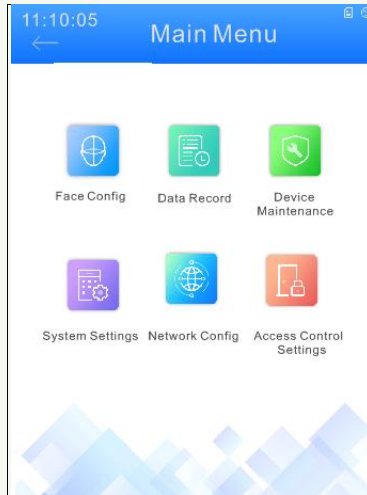 11:10:05
Main Menu
Face Config
Data Record
Device
Maintenance
System Settings
Network Config
Access Control
Settings